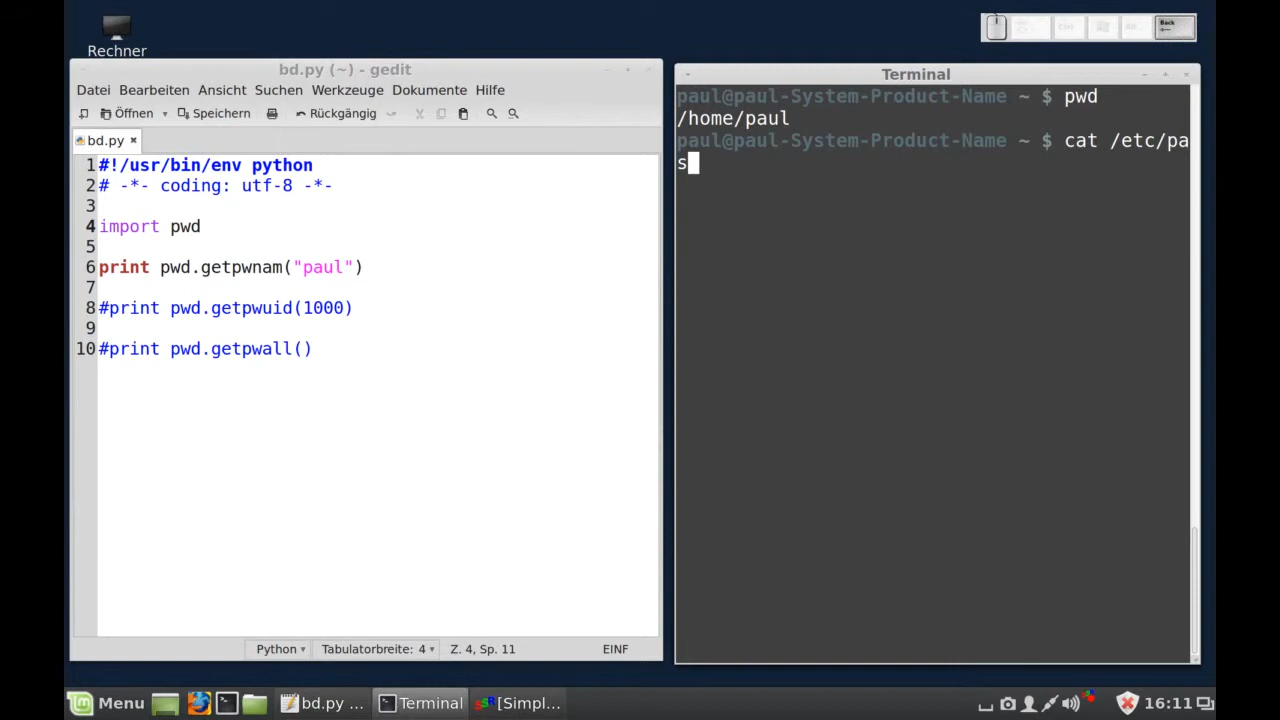 Rechner
Back
bd.py (~) - gedit
Datei Bearbeiten Ansicht Suchen Werkzeuge Dokumente Hilfe
Öffnen Speichern Rückgängig
bd.py
1 #!/usr/bin/env python
2 # -*- coding: utf-8 -*-
3
4 import pwd
5
6 print pwd.getpwnam("paul")
7
8 #print pwd.getpwuid(1000)
9
10 #print pwd.getpwall()
Python Tabulatorbreite: 4 Z. 4, Sp. 11 EINF
Terminal
paul@paul-System-Product-Name ~ $ pwd
/home/paul
paul@paul-System-Product-Name ~ $ cat /etc/pa
s
Menu bd.py ... Terminal [Simpl... 16:11